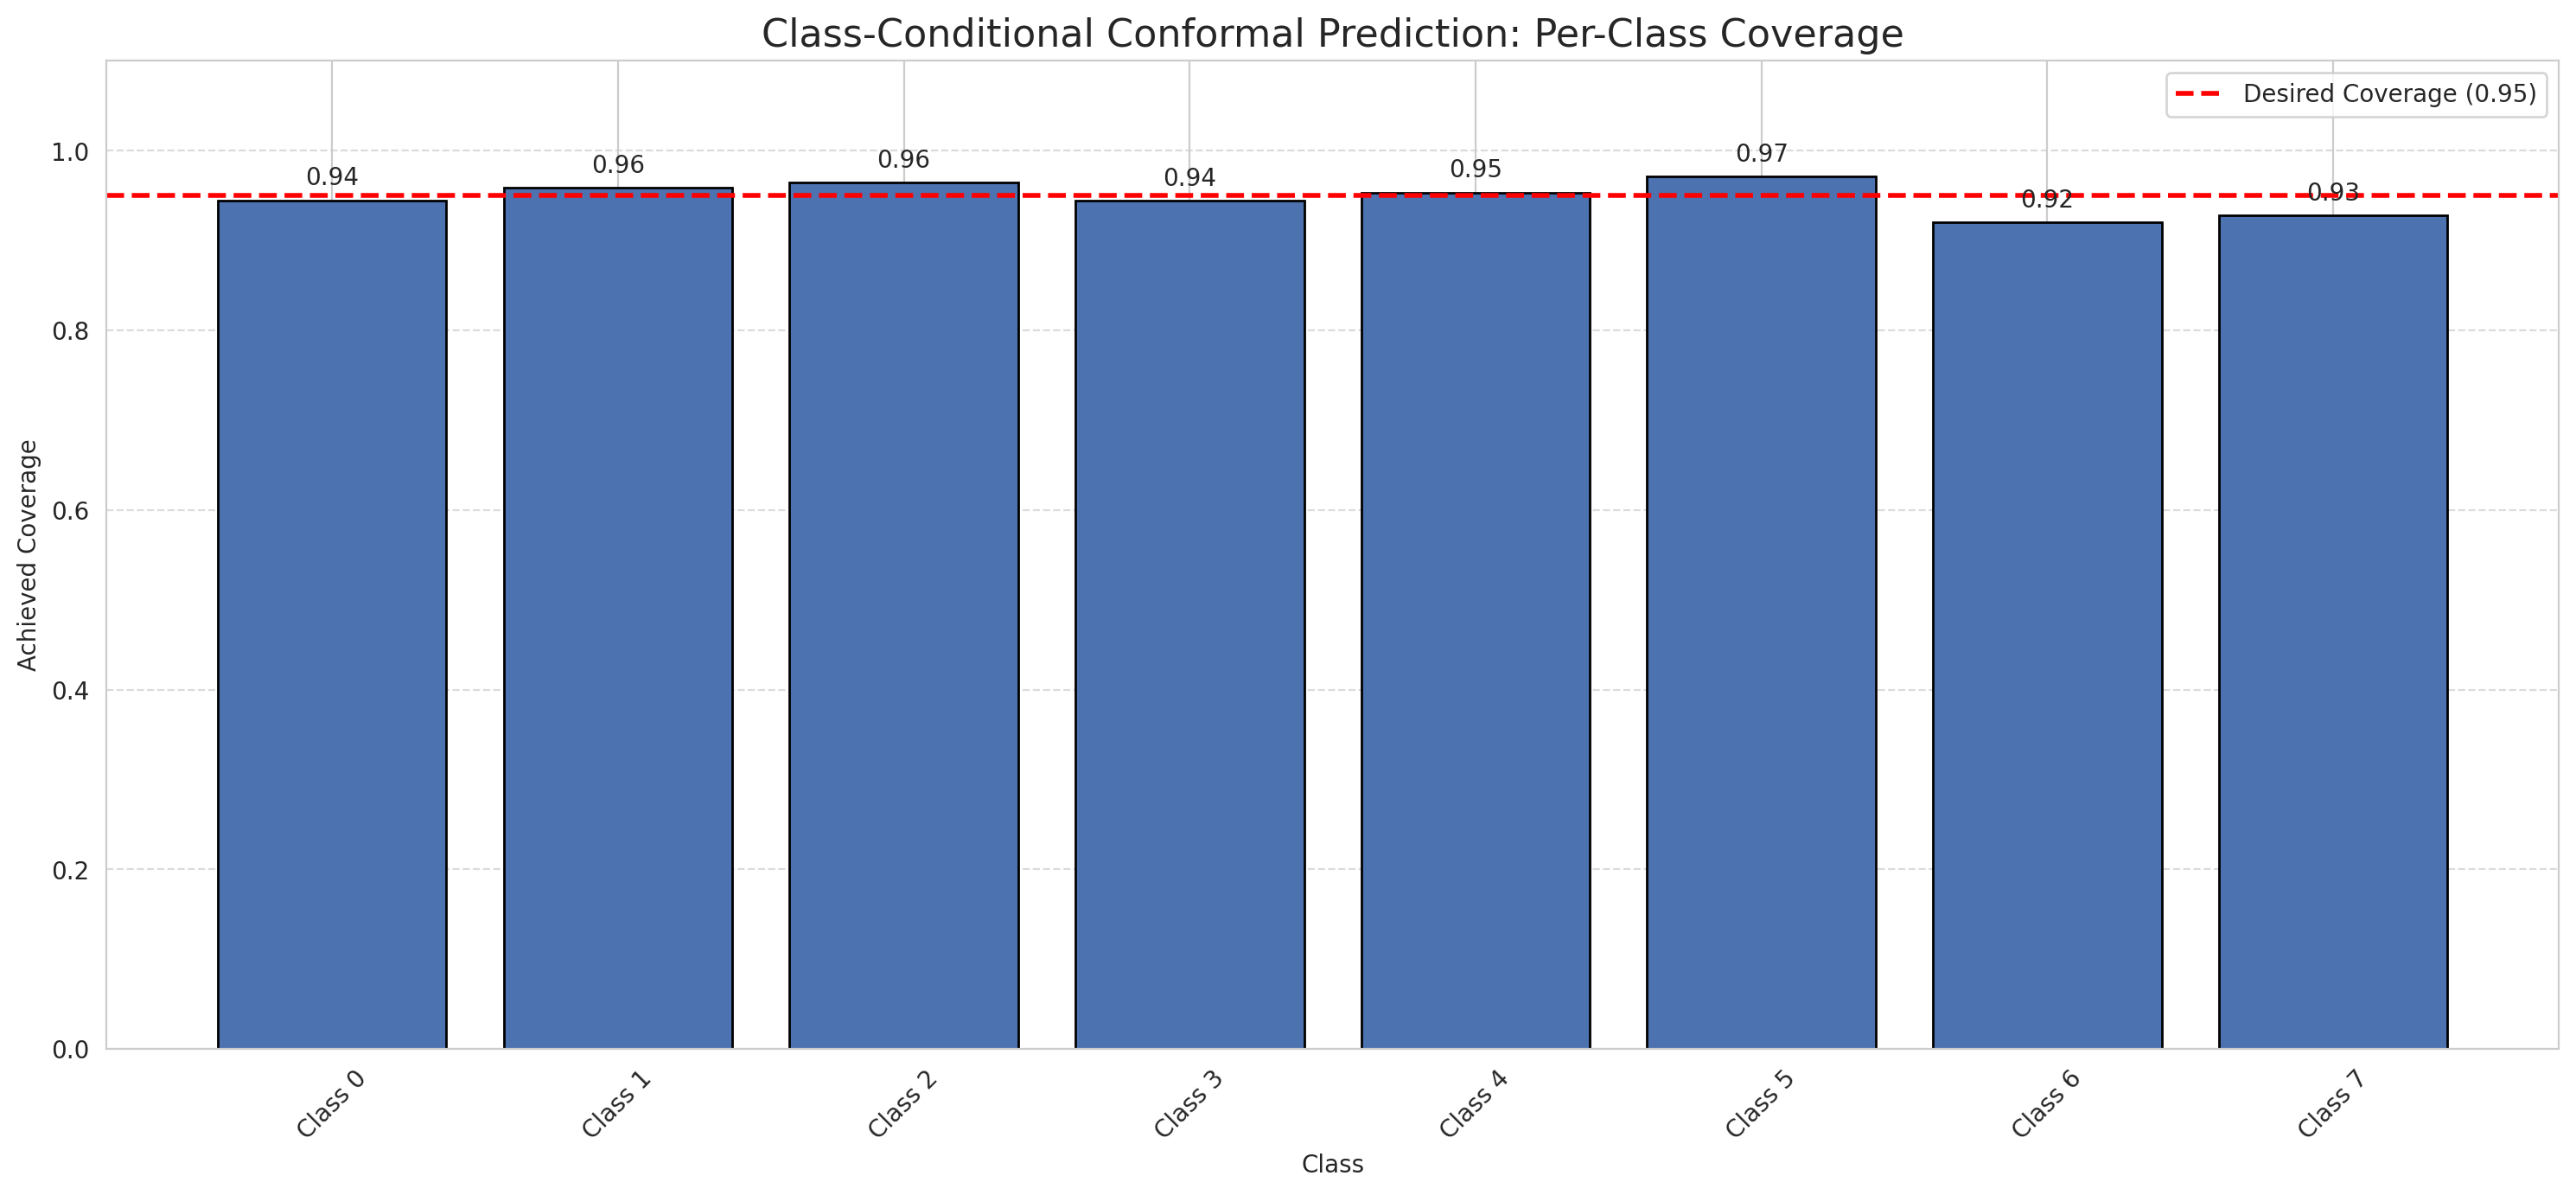 Class-Conditional Conformal Prediction: Per-Class Coverage
Desired Coverage (0.95)
Achieved Coverage
1.0
0.8
0.6
0.4
0.2
0.0
0.94
0.96
0.96
0.94
0.95
0.97
0.92
0.93
Class 0
Class 1
Class 2
Class 3
Class 4
Class 5
Class 6
Class 7
Class